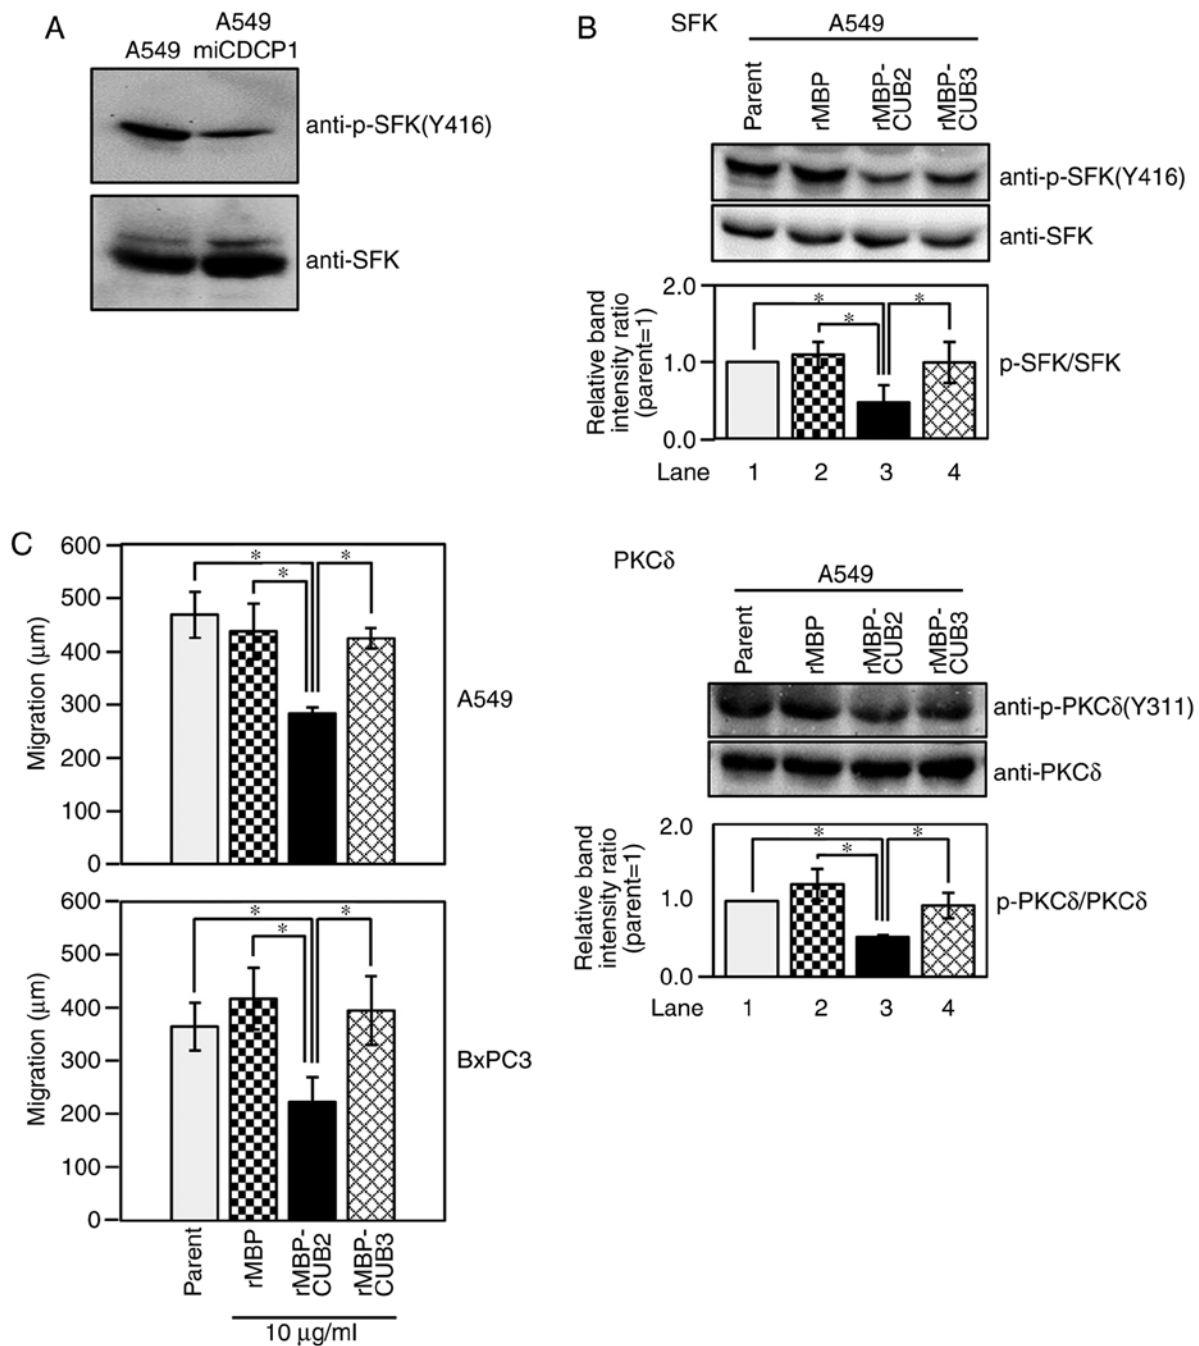 A
A549
A549
miCDCP1
anti-p-SFK(Y416)
anti-SFK
B
SFK
A549
Parent
rMBP
rMBP-
CUB2
rMBP-
CUB3
anti-p-SFK(Y416)
anti-SFK
Relative band
intensity ratio
(parent=1)
2.0
1.0
0.0
*
*
*
p-SFK/SFK
Lane 1 2 3 4
PKCδ
A549
Parent
rMBP
rMBP-
CUB2
rMBP-
CUB3
anti-p-PKCδ(Y311)
anti-PKCδ
Relative band
intensity ratio
(parent=1)
2.0
1.0
0.0
*
*
*
p-PKCδ/PKCδ
Lane 1 2 3 4
C
Migration (μm)
600
500
400
300
200
100
0
*
*
*
A549
Migration (μm)
600
500
400
300
200
100
0
*
*
*
BxPC3
Parent
rMBP
rMBP-
CUB2
rMBP-
CUB3
10 μg/ml